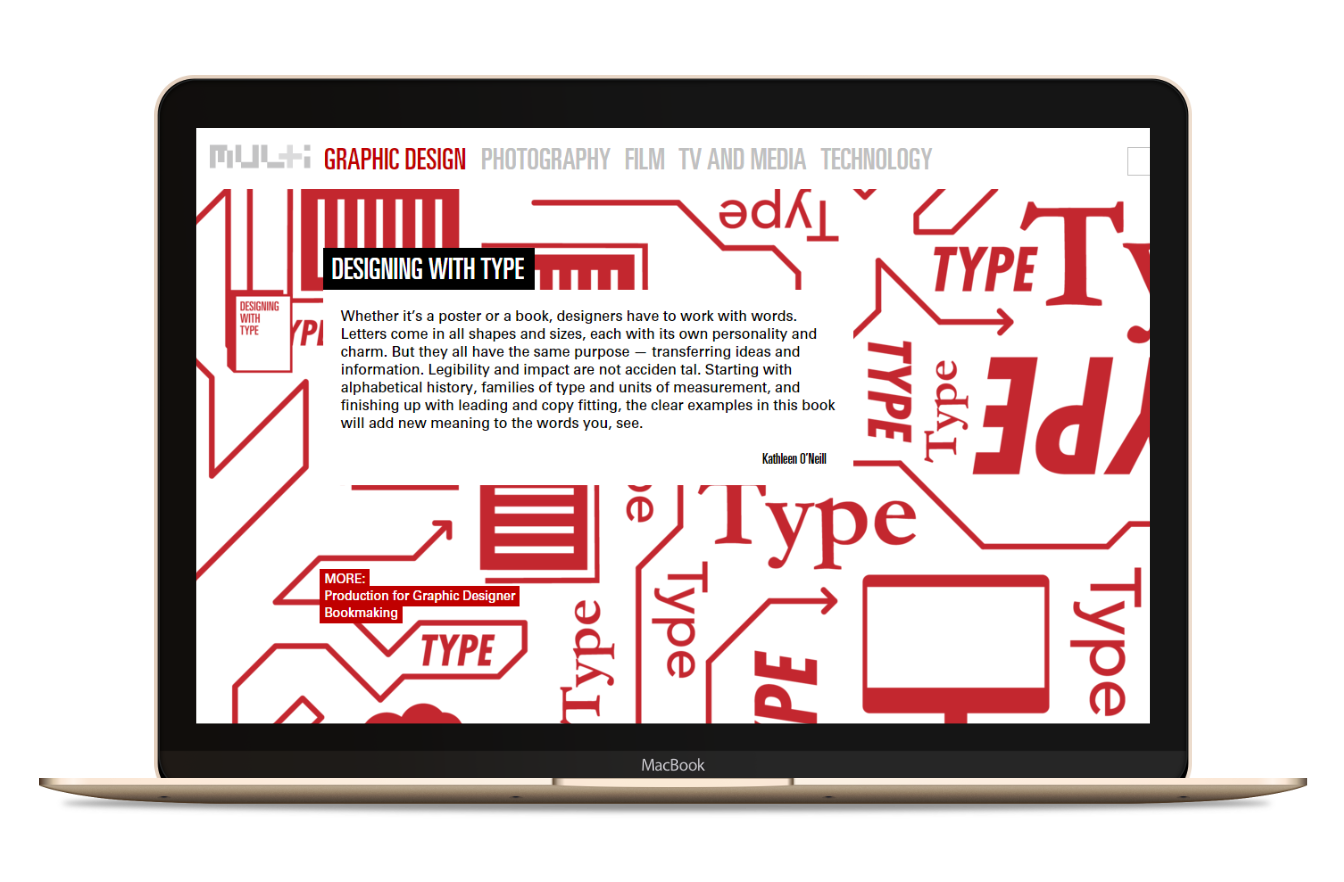 MULTi GRAPHIC DESIGN PHOTOGRAPHY FILM TV AND MEDIA TECHNOLOGY
Type
TYPE
Ty
DESIGNING WITH TYPE
DESIGNING
WITH
TYPE
YPE
Whether it’s a poster or a book, designers have to work with words.
Letters come in all shapes and sizes, each with its own personality and
charm. But they all have the same purpose — transferring ideas and
information. Legibility and impact are not acciden tal. Starting with
alphabetical history, families of type and units of measurement, and
finishing up with leading and copy fitting, the clear examples in this book
will add new meaning to the words you, see.
Kathleen O’Neill
TYPE
Type
YPE
pe
Type
MORE:
Production for Graphic Designer
Bookmaking
TYPE
Type
Type
YPE
Type
MacBook